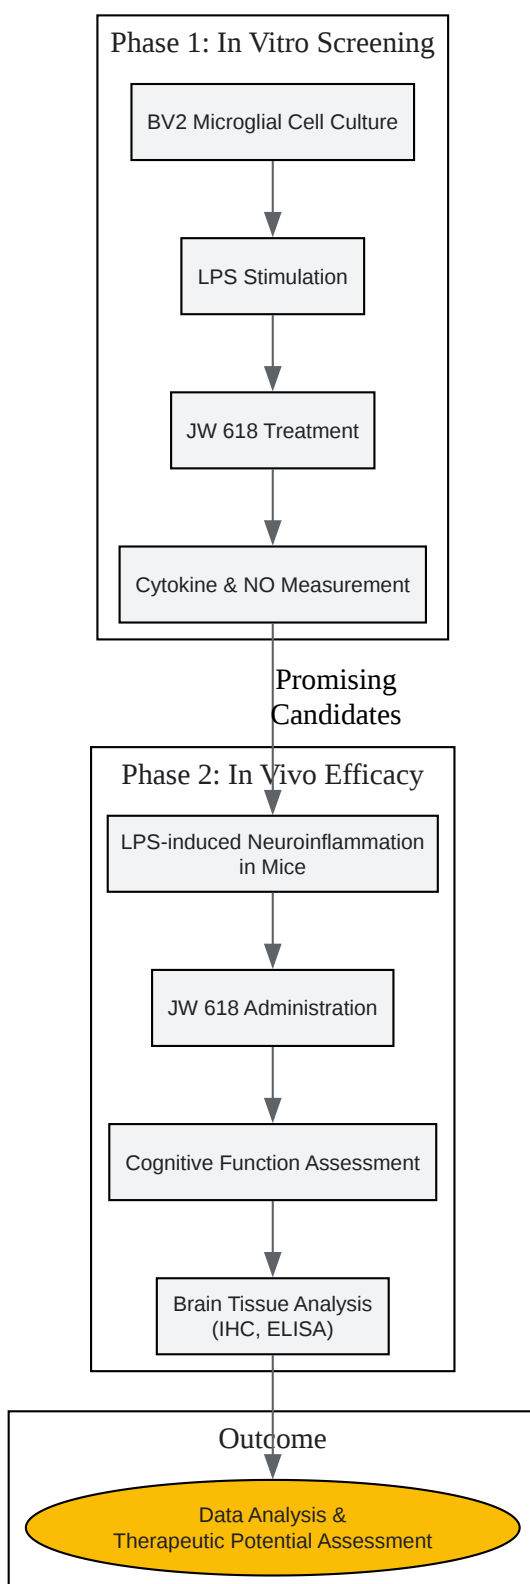 Phase 1: In Vitro Screening
BV2 Microglial Cell Culture
LPS Stimulation
JW 618 Treatment
Cytokine & NO Measurement
Promising
Candidates
Phase 2: In Vivo Efficacy
LPS-induced Neuroinflammation
in Mice
JW 618 Administration
Cognitive Function Assessment
Brain Tissue Analysis
(IHC, ELISA)
Outcome
Data Analysis &
Therapeutic Potential Assessment